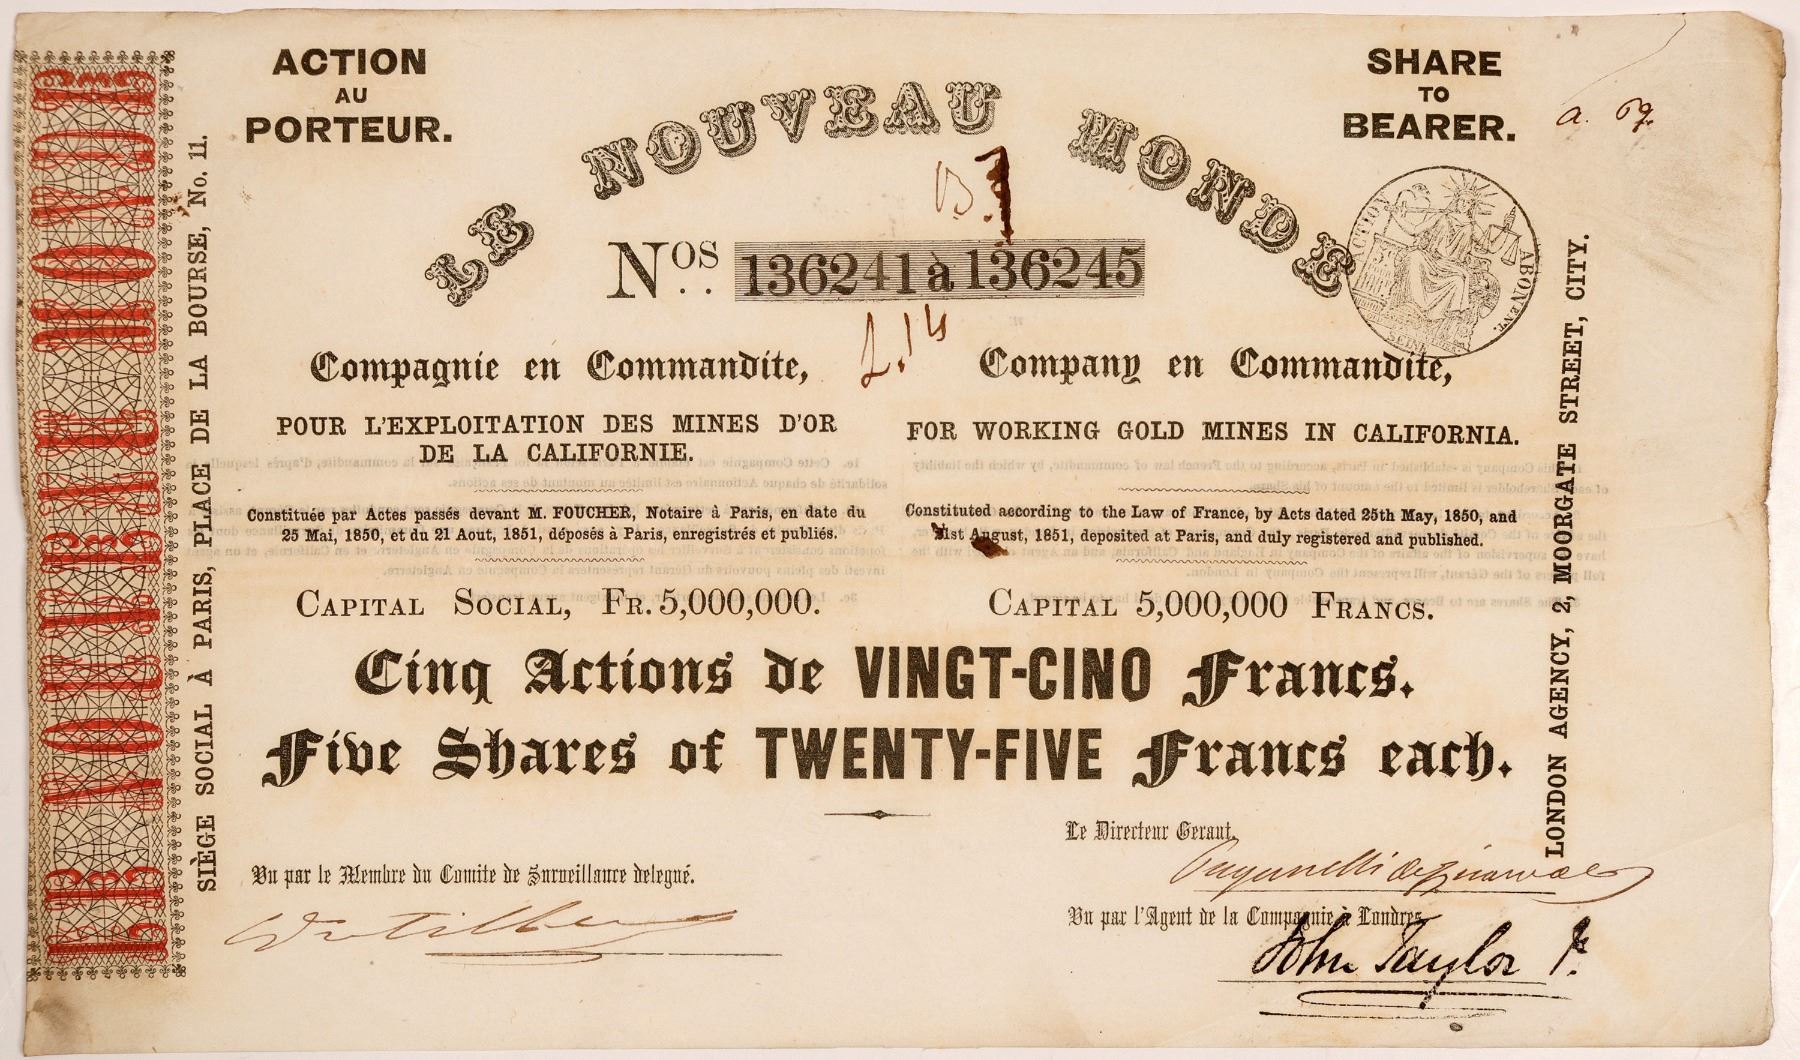 ACTION
AU
PORTEUR.
SHARE
TO
BEARER.
a. 69.
LE NOUVEAU MONDE
B.
Nos. 136241 à 136245
ACTION ABONENT.
SEINE
L. 14
Compagnie en Commandite,
POUR L'EXPLOITATION DES MINES D'OR
DE LA CALIFORNIE.
Constituée par Actes passés devant M. FOUCHER, Notaire à Paris, en date du
25 Mai, 1850, et du 21 Aout, 1851, déposés à Paris, enregistrés et publiés.
CAPITAL SOCIAL, FR. 5,000,000.
Company en Commandite,
FOR WORKING GOLD MINES IN CALIFORNIA.
Constituted according to the Law of France, by Acts dated 25th May, 1850, and
21st August, 1851, deposited at Paris, and duly registered and published.
CAPITAL 5,000,000 FRANCS.
Cinq Actions de VINGT-CINQ Francs.
Five Shares of TWENTY-FIVE Francs each.
Le Directeur Gerant,
Vu par le Membre du Comite de Surveillance delegué.
Vu par l'Agent de la Compagnie à Londres
John Taylor Jr.
LE NOUVEAU MONDE
SIÈGE SOCIAL À PARIS, PLACE DE LA BOURSE, No. 11.
LONDON AGENCY, 2, MOORGATE STREET, CITY.